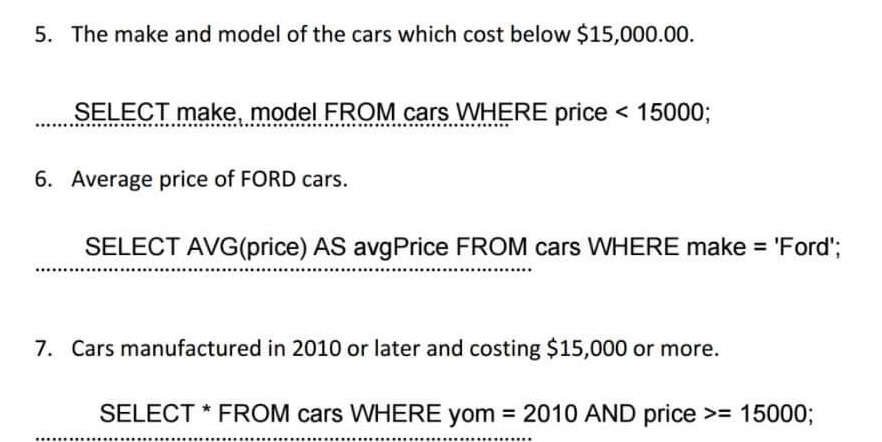 5. The make and model of the cars which cost below $15,000.00.
SELECT make, model FROM cars WHERE price < 15000;
6. Average price of FORD cars.
SELECT AVG(price) AS avgPrice FROM cars WHERE make = 'Ford';
7. Cars manufactured in 2010 or later and costing $15,000 or more.
SELECT * FROM cars WHERE yom = 2010 AND price >= 15000;